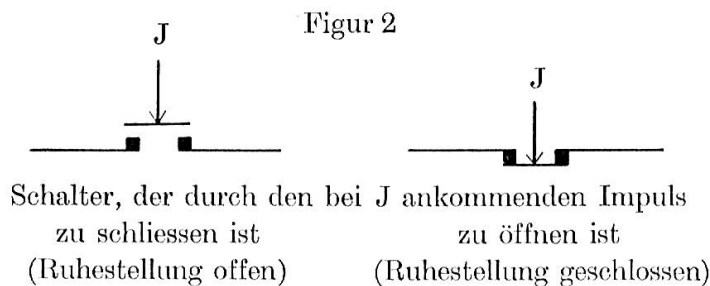 Figur 2
J
J
Schalter, der durch den bei J ankommenden Impuls
zu schliessen ist zu öffnen ist
(Ruhestellung offen) (Ruhestellung geschlossen)